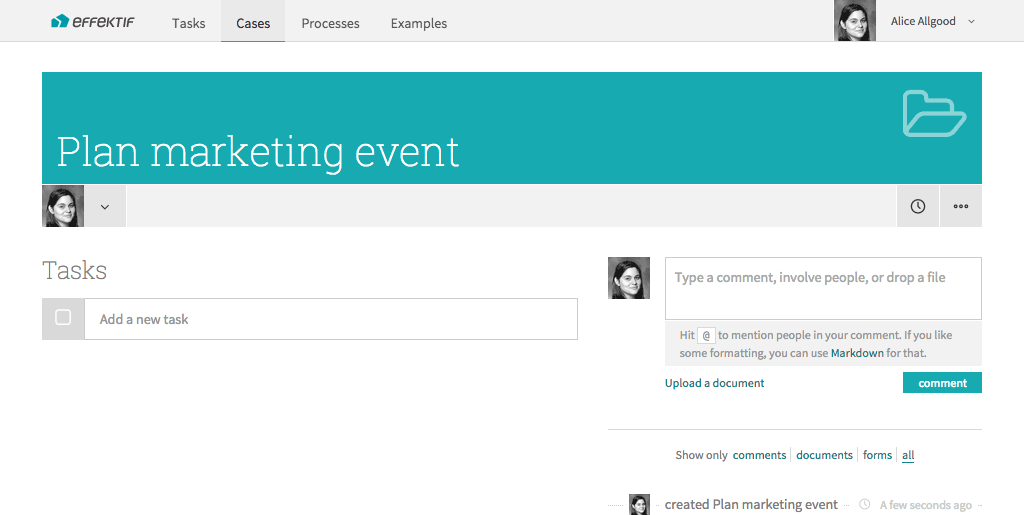 EFFEKTIF Tasks Cases Processes Examples Alice Allgood
Plan marketing event
Tasks
Add a new task
Type a comment, involve people, or drop a file
Hit @ to mention people in your comment. If you like
some formatting, you can use Markdown for that.
Upload a document comment
Show only comments documents forms all
created Plan marketing event A few seconds ago